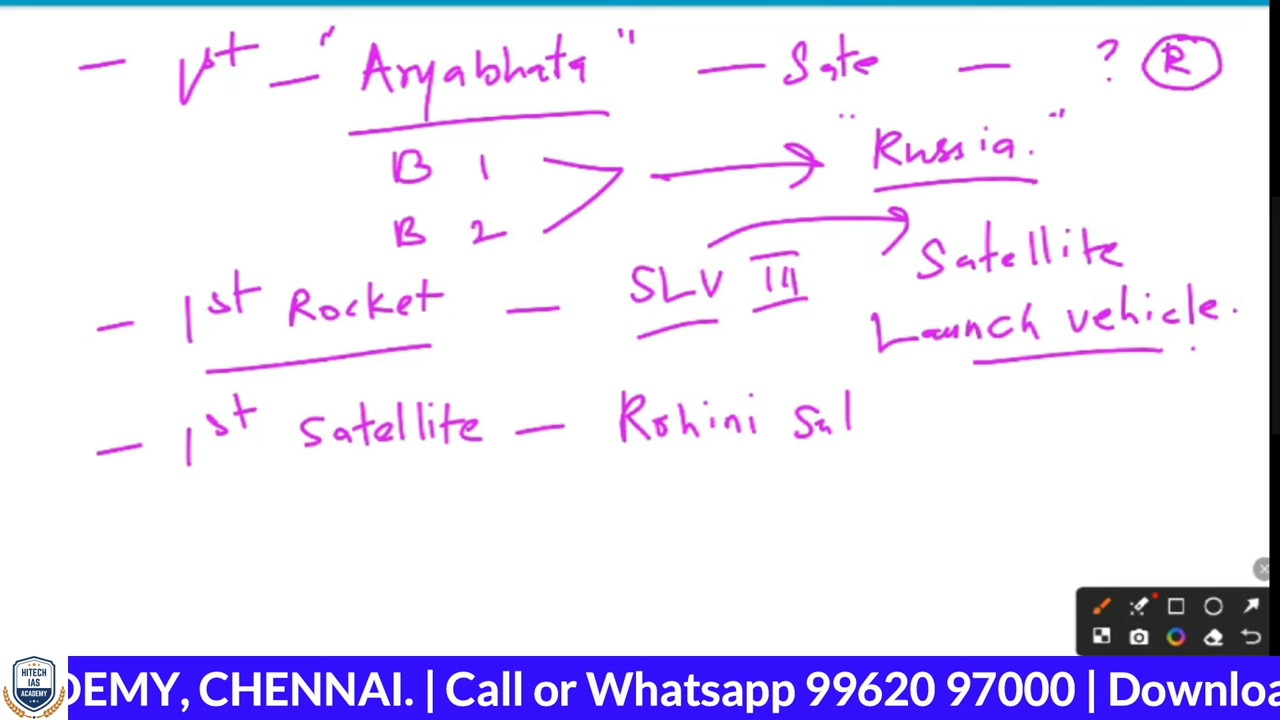 - 1st - "Aryabhata" - Sate - ? R
B 1
B 2
"Russia."
- 1st Rocket - SLV III
Satellite
Launch vehicle.
- 1st Satellite - Rohini Sal
HITECH
IAS
ACADEMY
DEMY, CHENNAI. | Call or Whatsapp 99620 97000 | Downloa